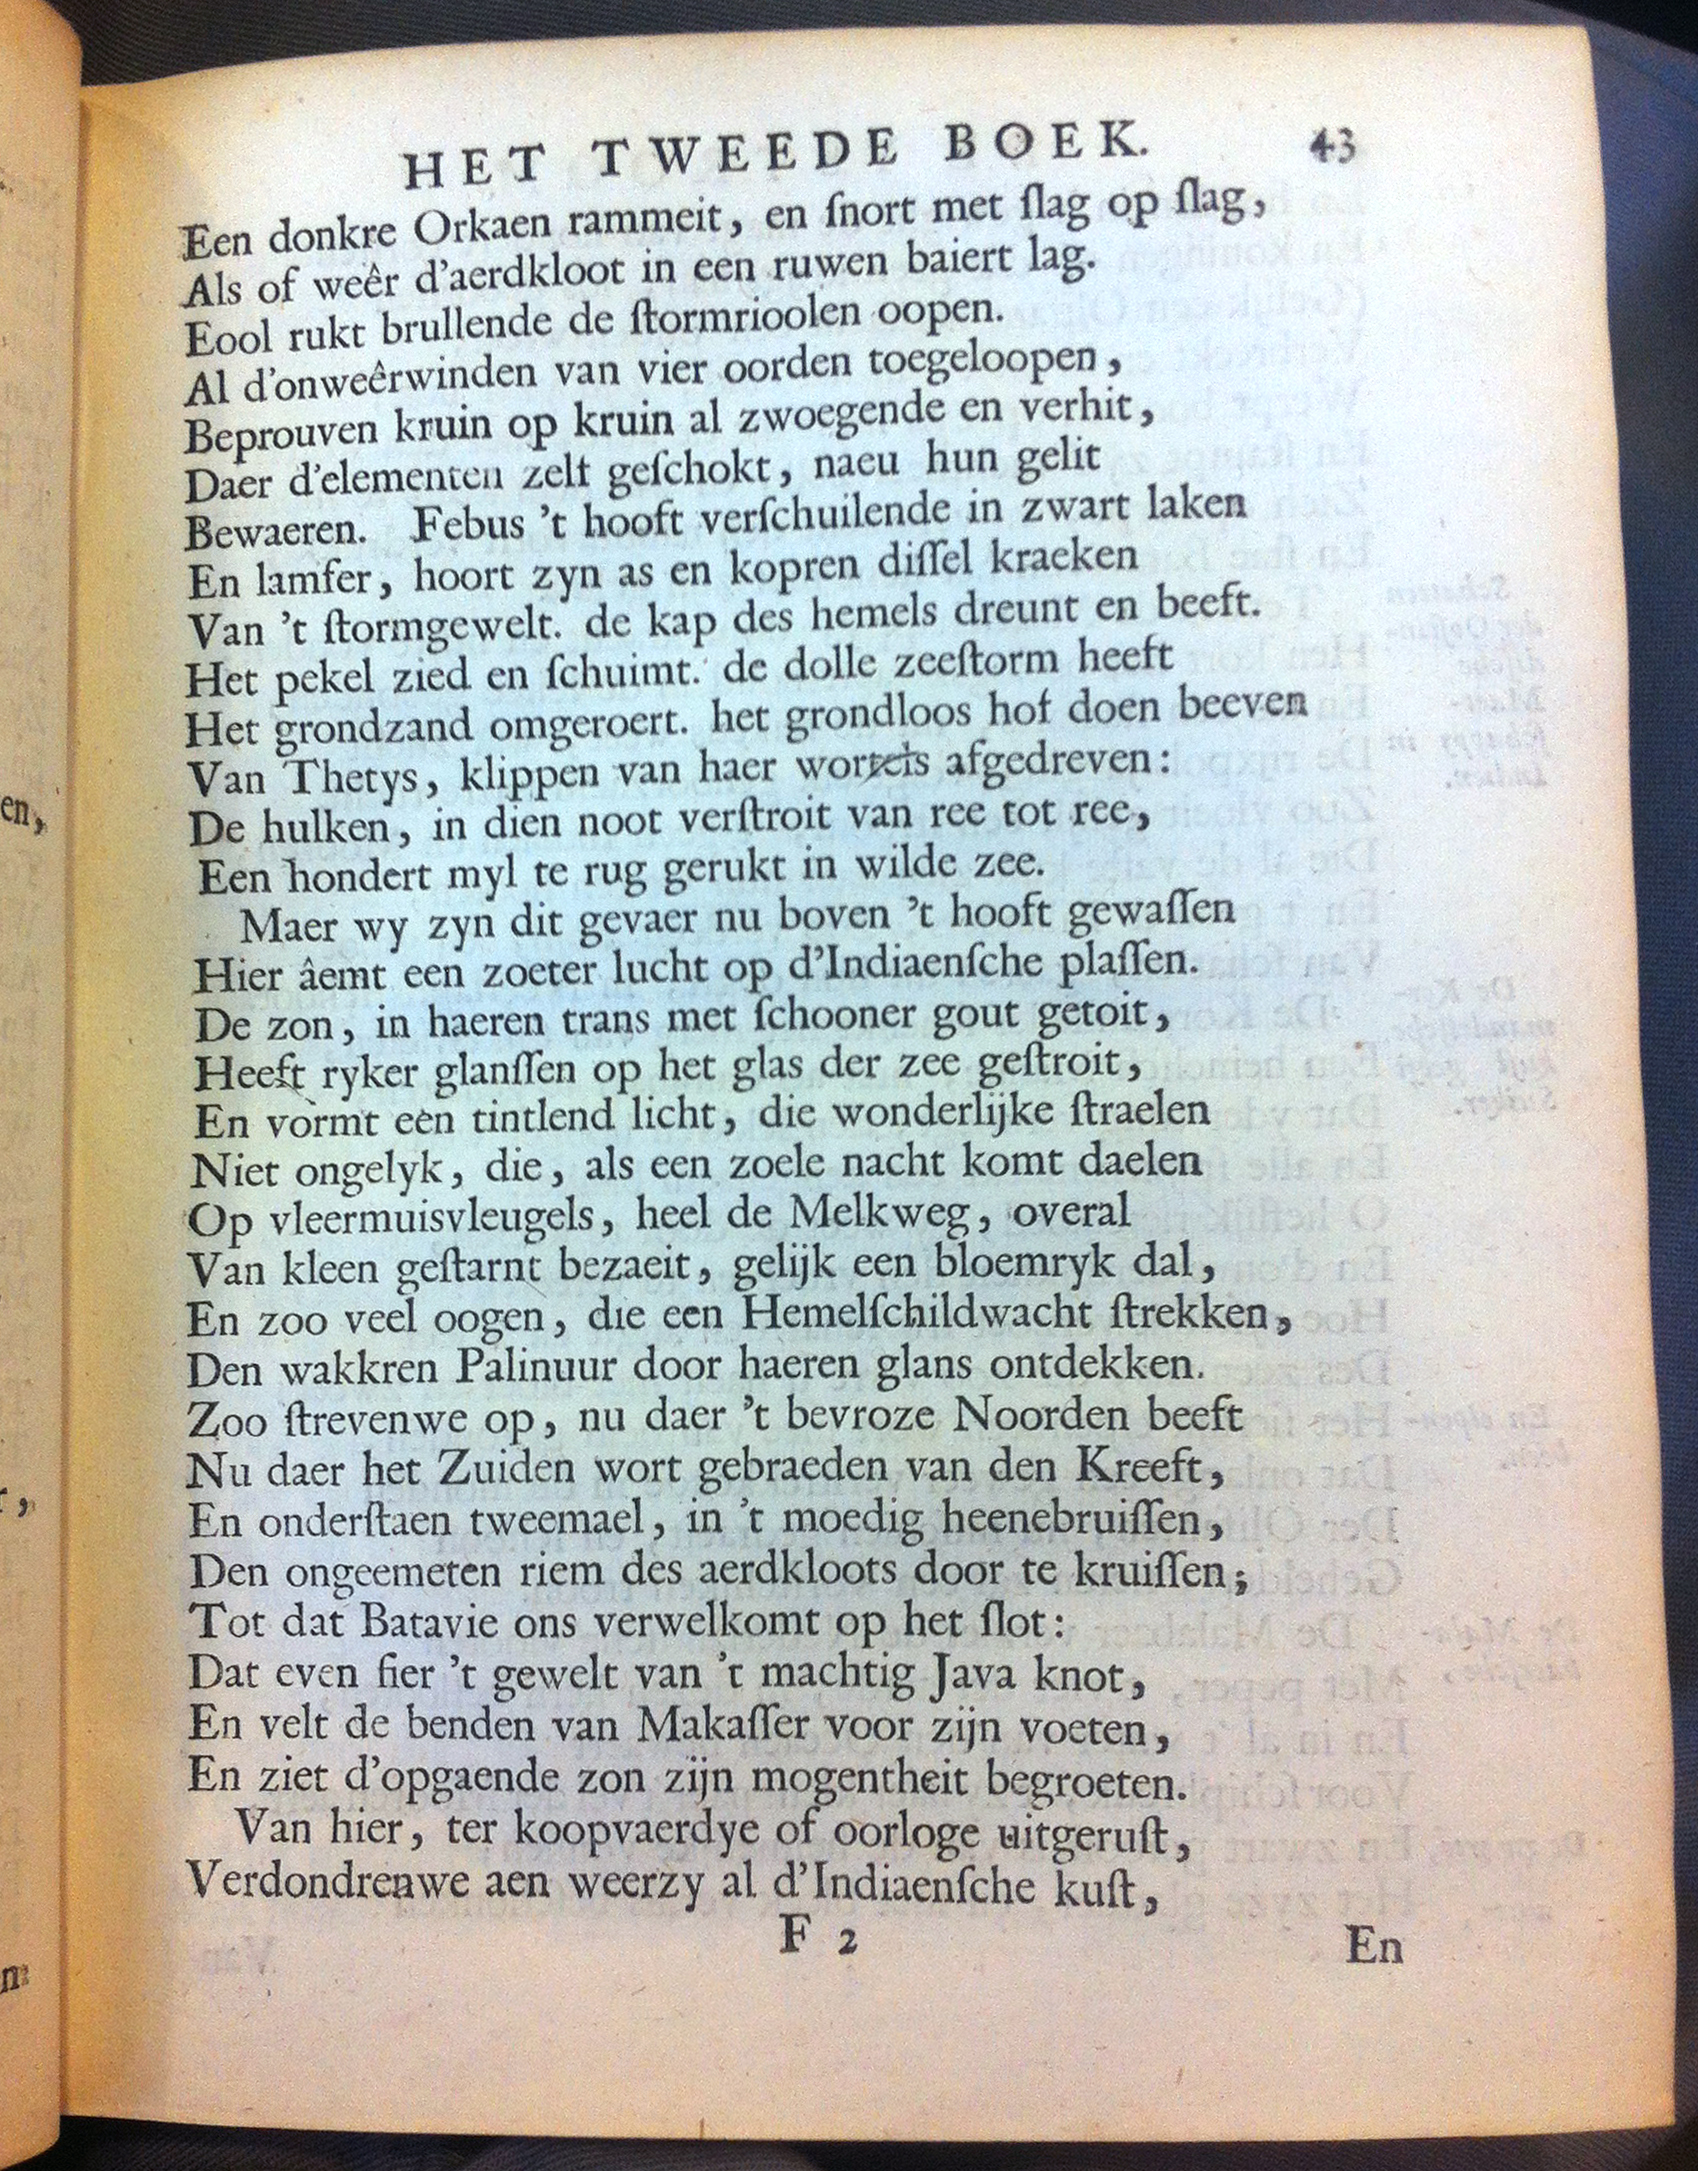 HET TWEEDE BOEK. 43
Een donkre Orkaen rammeit, en ſnort met ſlag op ſlag,
Als of weêr d'aerdkloot in een ruwen baiert lag.
Eool rukt brullende de ſtormrioolen oopen.
Al d'onweêrwinden van vier oorden toegeloopen,
Beprouven kruin op kruin al zwoegende en verhit,
Daer d'elementen zelf geſchokt, naeu hun gelit
Bewaeren. Febus 't hooft verſchuilende in zwart laken
En lamfer, hoort zyn as en kopren diſſel kraeken
Van 't ſtormgewelt. de kap des hemels dreunt en beeft.
Het pekel zied en ſchuimt. de dolle zeeſtorm heeft
Het grondzand omgeroert. het grondloos hof doen beeven
Van Thetys, klippen van haer wortels afgedreven:
De hulken, in dien noot verſtroit van ree tot ree,
Een hondert myl te rug gerukt in wilde zee.
Maer wy zyn dit gevaer nu boven 't hooft gewaſſen
Hier âemt een zoeter lucht op d'Indiaenſche plaſſen.
De zon, in haeren trans met ſchooner gout getoit,
Heeft ryker glanſſen op het glas der zee geſtroit,
En vormt een tintlend licht, die wonderlijke ſtraelen
Niet ongelyk, die, als een zoele nacht komt daelen
Op vleermuisvleugels, heel de Melkweg, overal
Van kleen geſtarnt bezaeit, gelijk een bloemryk dal,
En zoo veel oogen, die een Hemelſchildwacht ſtrekken,
Den wakkren Palinuur door haeren glans ontdekken.
Zoo ſtrevenwe op, nu daer 't bevroze Noorden beeft
Nu daer het Zuiden wort gebraeden van den Kreeft,
En onderſtaen tweemael, in 't moedig heenebruiſſen,
Den ongeemeten riem des aerdkloots door te kruiſſen;
Tot dat Batavie ons verwelkomt op het ſlot:
Dat even fier 't gewelt van 't machtig Java knot,
En velt de benden van Makaſſer voor zijn voeten,
En ziet d'opgaende zon zijn mogentheit begroeten.
Van hier, ter koopvaerdye of oorloge uitgeruſt,
Verdondrenwe aen weerzy al d'Indiaenſche kuſt,
F 2 En